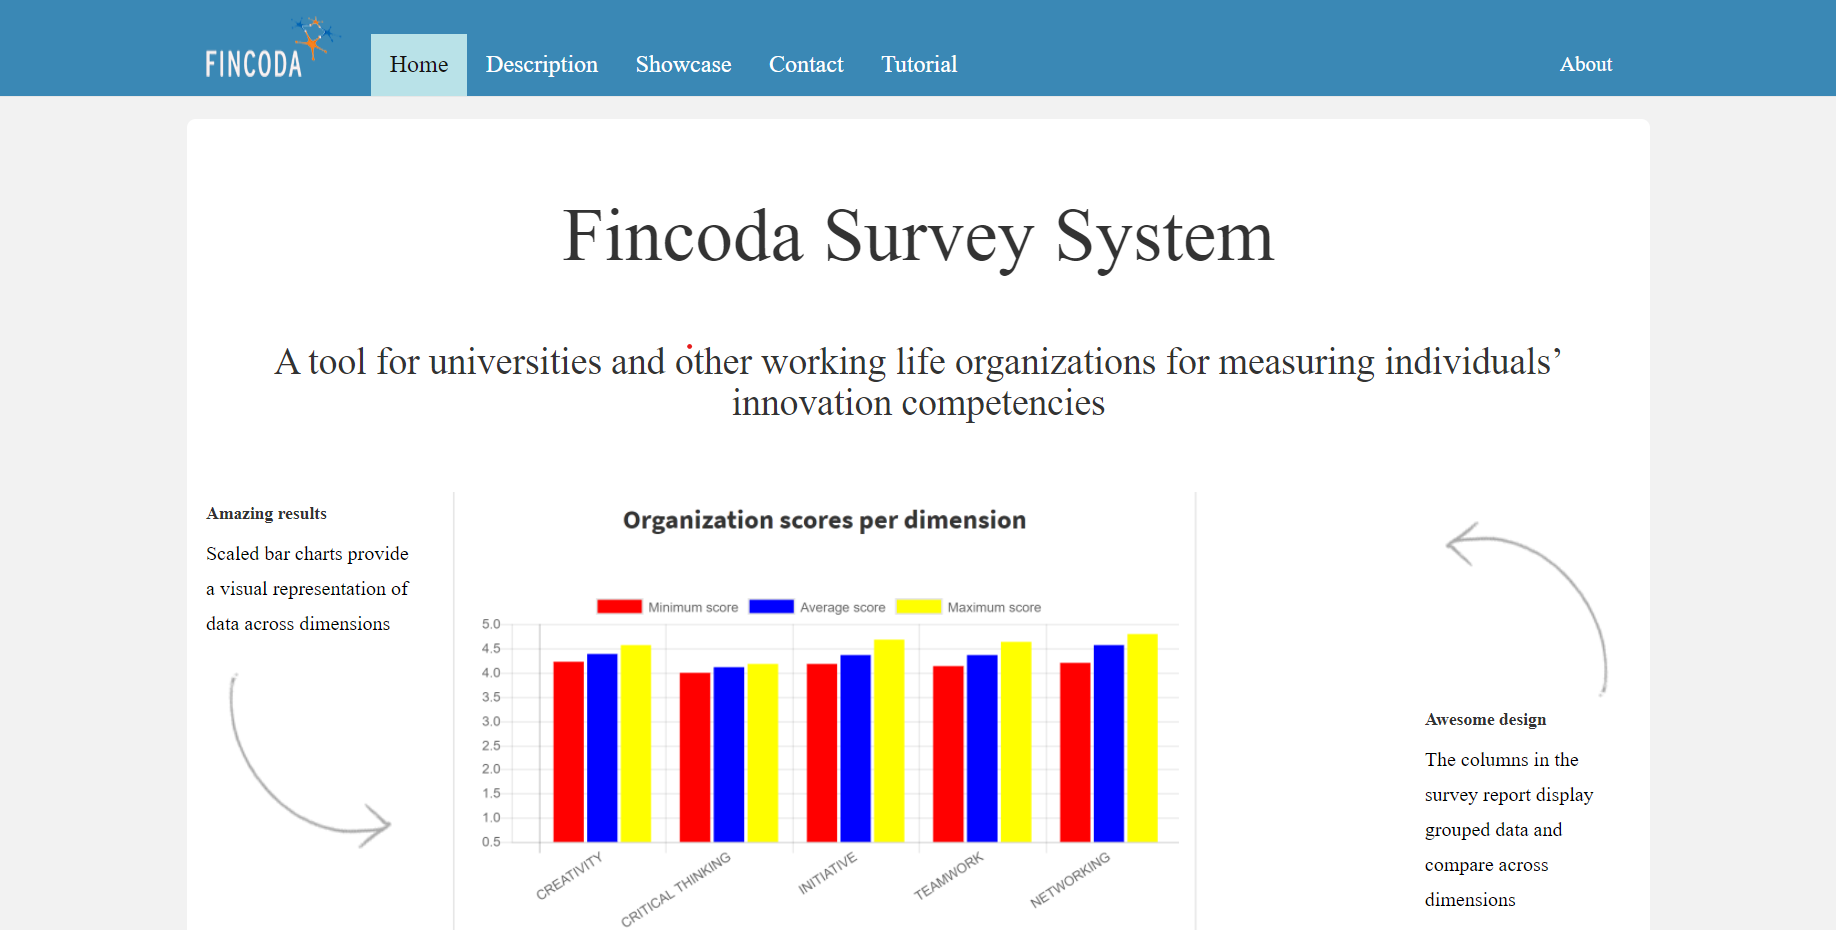 FINCODA
Home
Description
Showcase
Contact
Tutorial
About
Fincoda Survey System
A tool for universities and other working life organizations for measuring individuals’
innovation competencies
Amazing results
Scaled bar charts provide
a visual representation of
data across dimensions
Organization scores per dimension
Minimum score
Average score
Maximum score
5.0
4.5
4.0
3.5
3.0
2.5
2.0
1.5
1.0
0.5
CREATIVITY
CRITICAL THINKING
INITIATIVE
TEAMWORK
NETWORKING
Awesome design
The columns in the
survey report display
grouped data and
compare across
dimensions